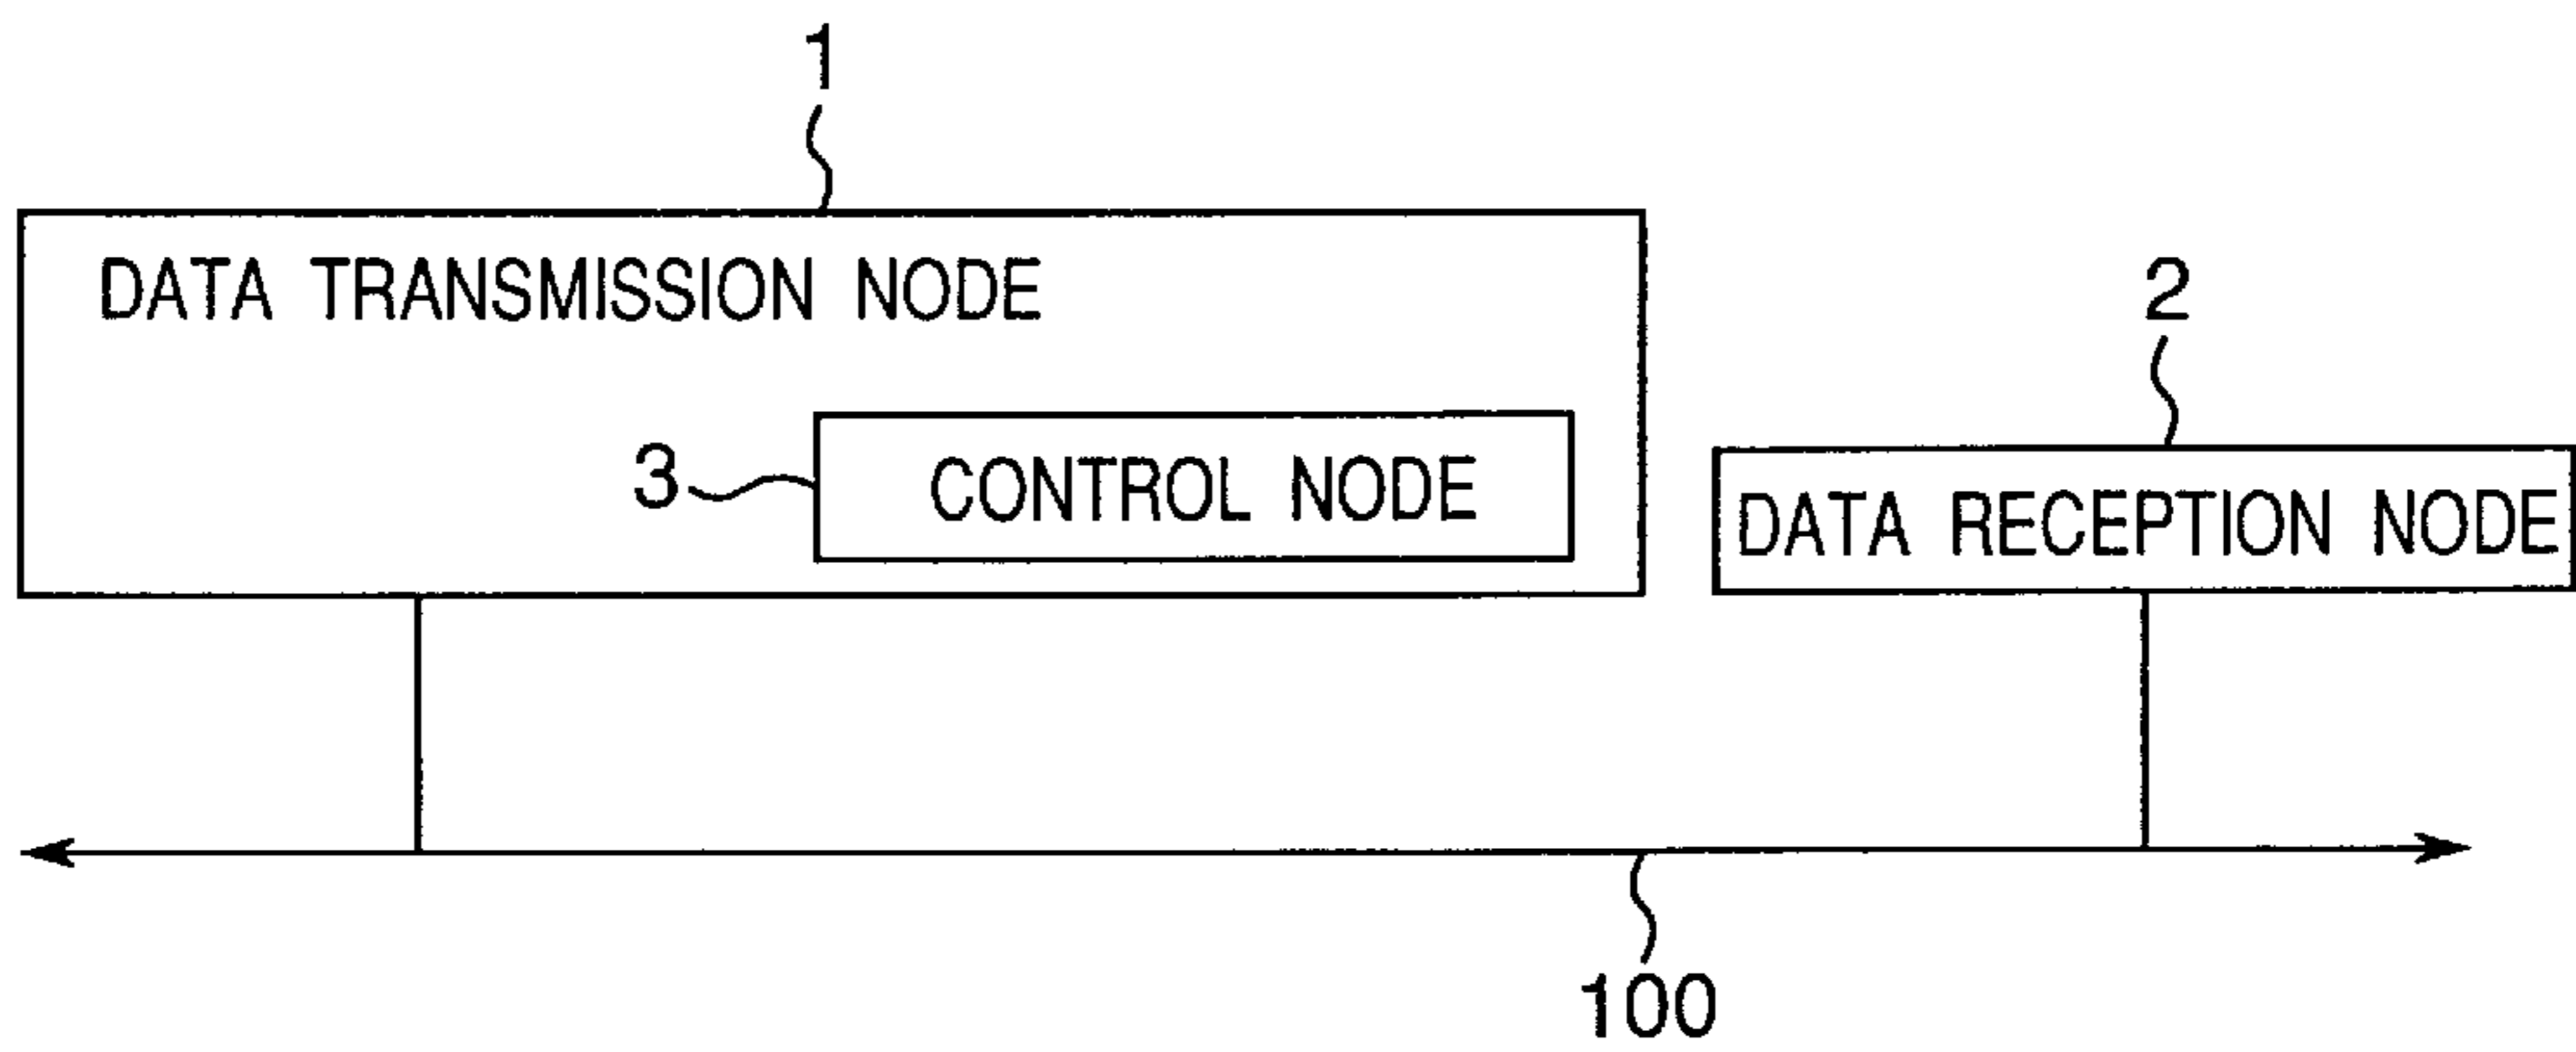 1
DATA TRANSMISSION NODE
2
3
CONTROL NODE
DATA RECEPTION NODE
100